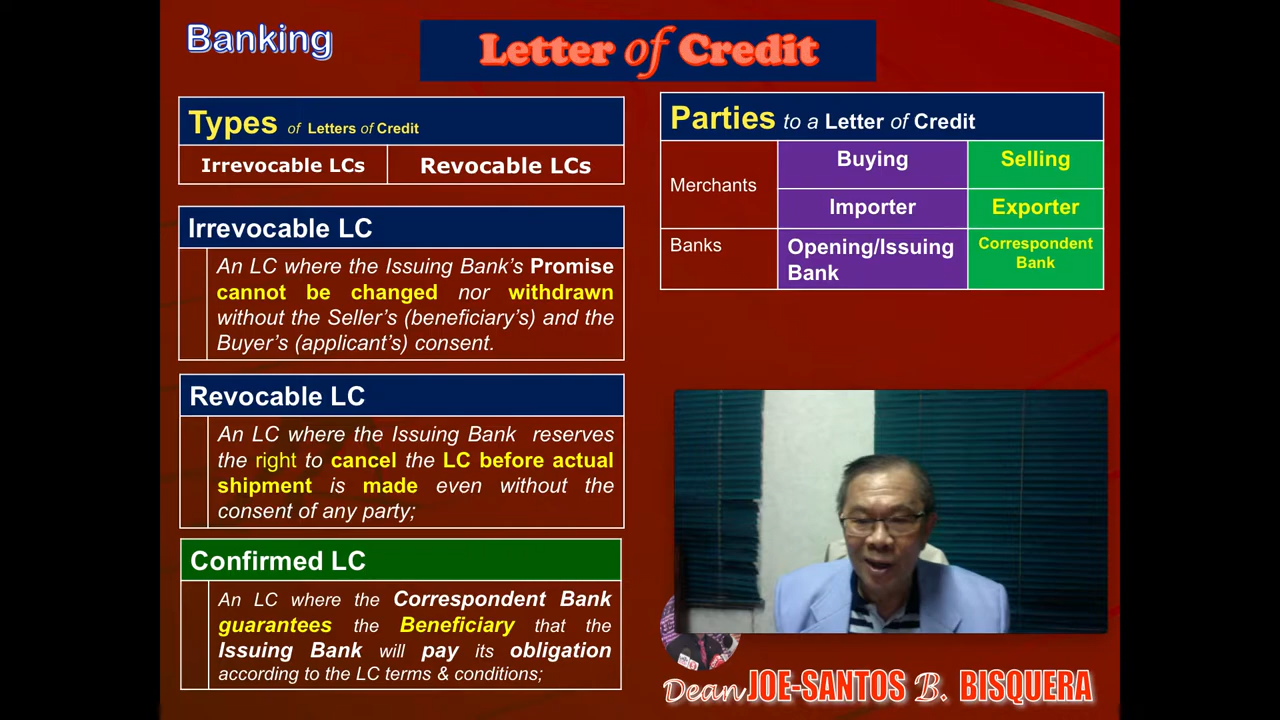 Banking
Letter of Credit
Types of Letters of Credit
Irrevocable LCs
Revocable LCs
Irrevocable LC
An LC where the Issuing Bank's Promise
cannot be changed nor withdrawn
without the Seller's (beneficiary's) and the
Buyer's (applicant's) consent.
Revocable LC
An LC where the Issuing Bank reserves
the right to cancel the LC before actual
shipment is made even without the
consent of any party;
Confirmed LC
An LC where the Correspondent Bank
guarantees the Beneficiary that the
Issuing Bank will pay its obligation
according to the LC terms & conditions;
Parties to a Letter of Credit
Merchants
Buying
Selling
Importer
Exporter
Banks
Opening/Issuing
Bank
Correspondent
Bank
Dean JOE-SANTOS B. BISQUERA